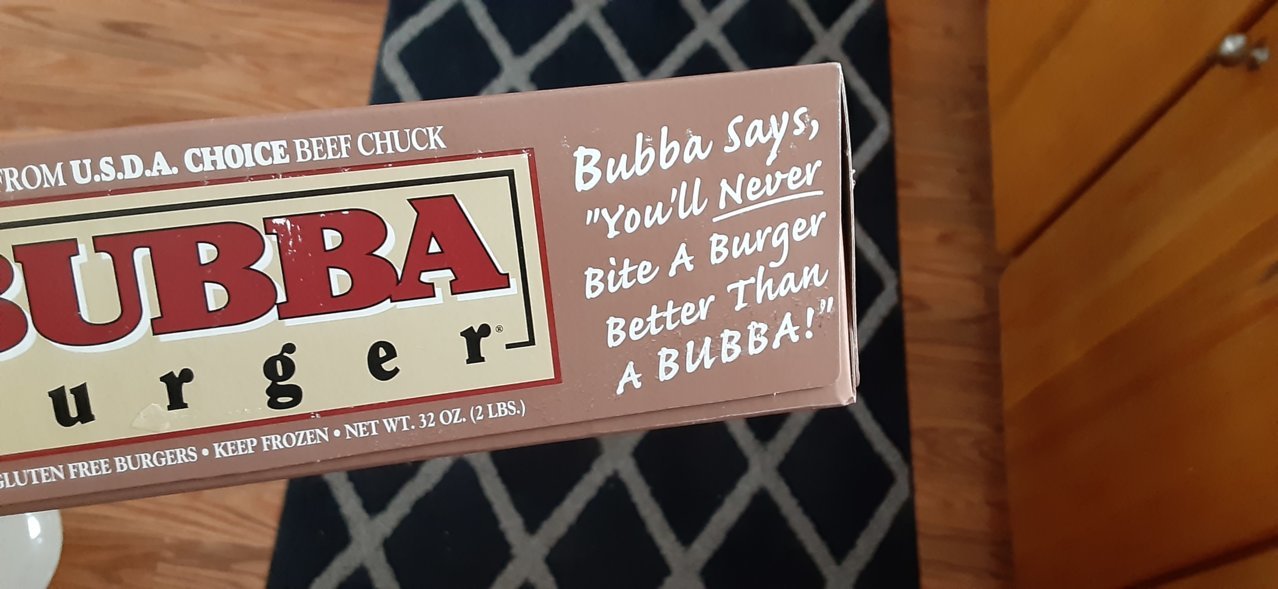 FROM U.S.D.A. CHOICE BEEF CHUCK
BUBBA
urger®
GLUTEN FREE BURGERS • KEEP FROZEN • NET WT. 32 OZ. (2 LBS.)
Bubba Says,
"You'll Never
Bite A Burger
Better Than
A BUBBA!"